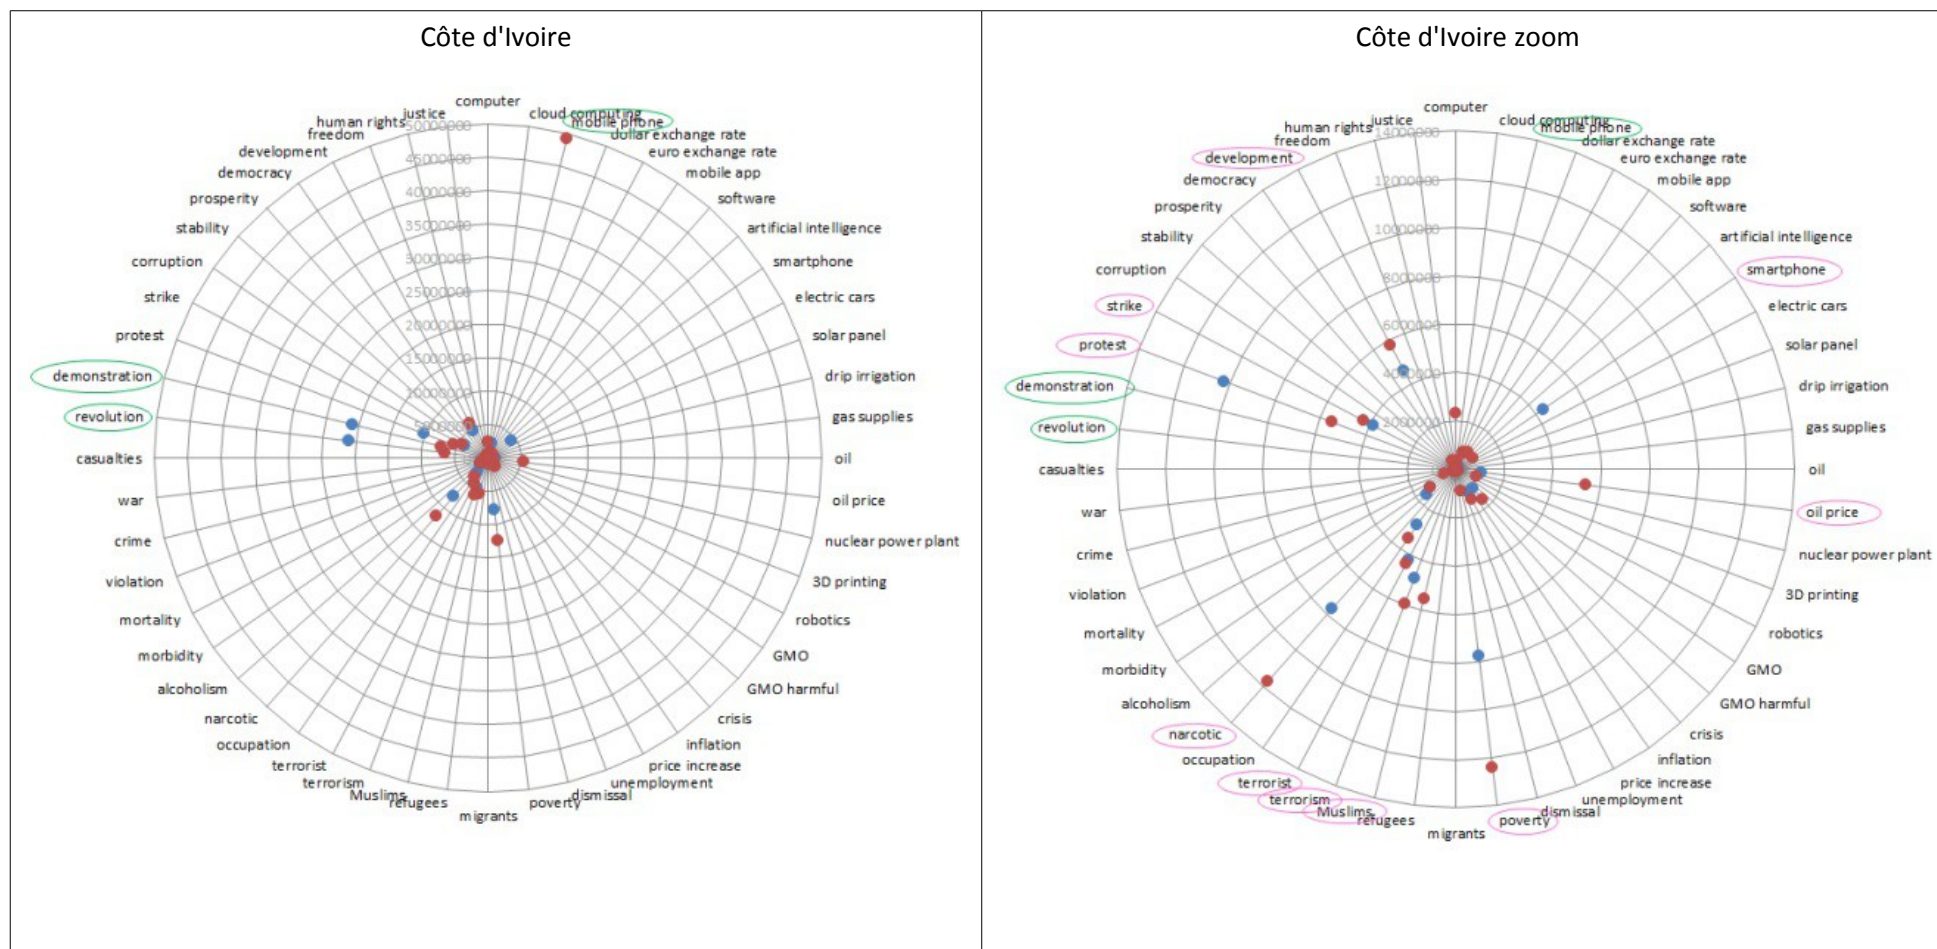 Côte d'Ivoire
computer
cloud computing
mobile phone
dollar exchange rate
euro exchange rate
mobile app
software
artificial intelligence
smartphone
electric cars
solar panel
drip irrigation
gas supplies
oil
oil price
nuclear power plant
3D printing
robotics
GMO
GMO harmful
crisis
inflation
price increase
unemployment
dismissal
poverty
migrants
refugees
Muslims
terrorism
terrorist
occupation
narcotic
alcoholism
morbidity
mortality
violation
crime
war
casualties
revolution
demonstration
protest
strike
corruption
stability
prosperity
democracy
development
freedom
human rights
justice
50000000
45000000
40000000
35000000
30000000
25000000
20000000
15000000
10000000
5000000
Côte d'Ivoire zoom
computer
cloud computing
mobile phone
dollar exchange rate
euro exchange rate
mobile app
software
artificial intelligence
smartphone
electric cars
solar panel
drip irrigation
gas supplies
oil
oil price
nuclear power plant
3D printing
robotics
GMO
GMO harmful
crisis
inflation
price increase
unemployment
dismissal
poverty
migrants
refugees
Muslims
terrorism
terrorist
occupation
narcotic
alcoholism
morbidity
mortality
violation
crime
war
casualties
revolution
demonstration
protest
strike
corruption
stability
prosperity
democracy
development
freedom
human rights
justice
14000000
12000000
10000000
8000000
6000000
4000000
2000000